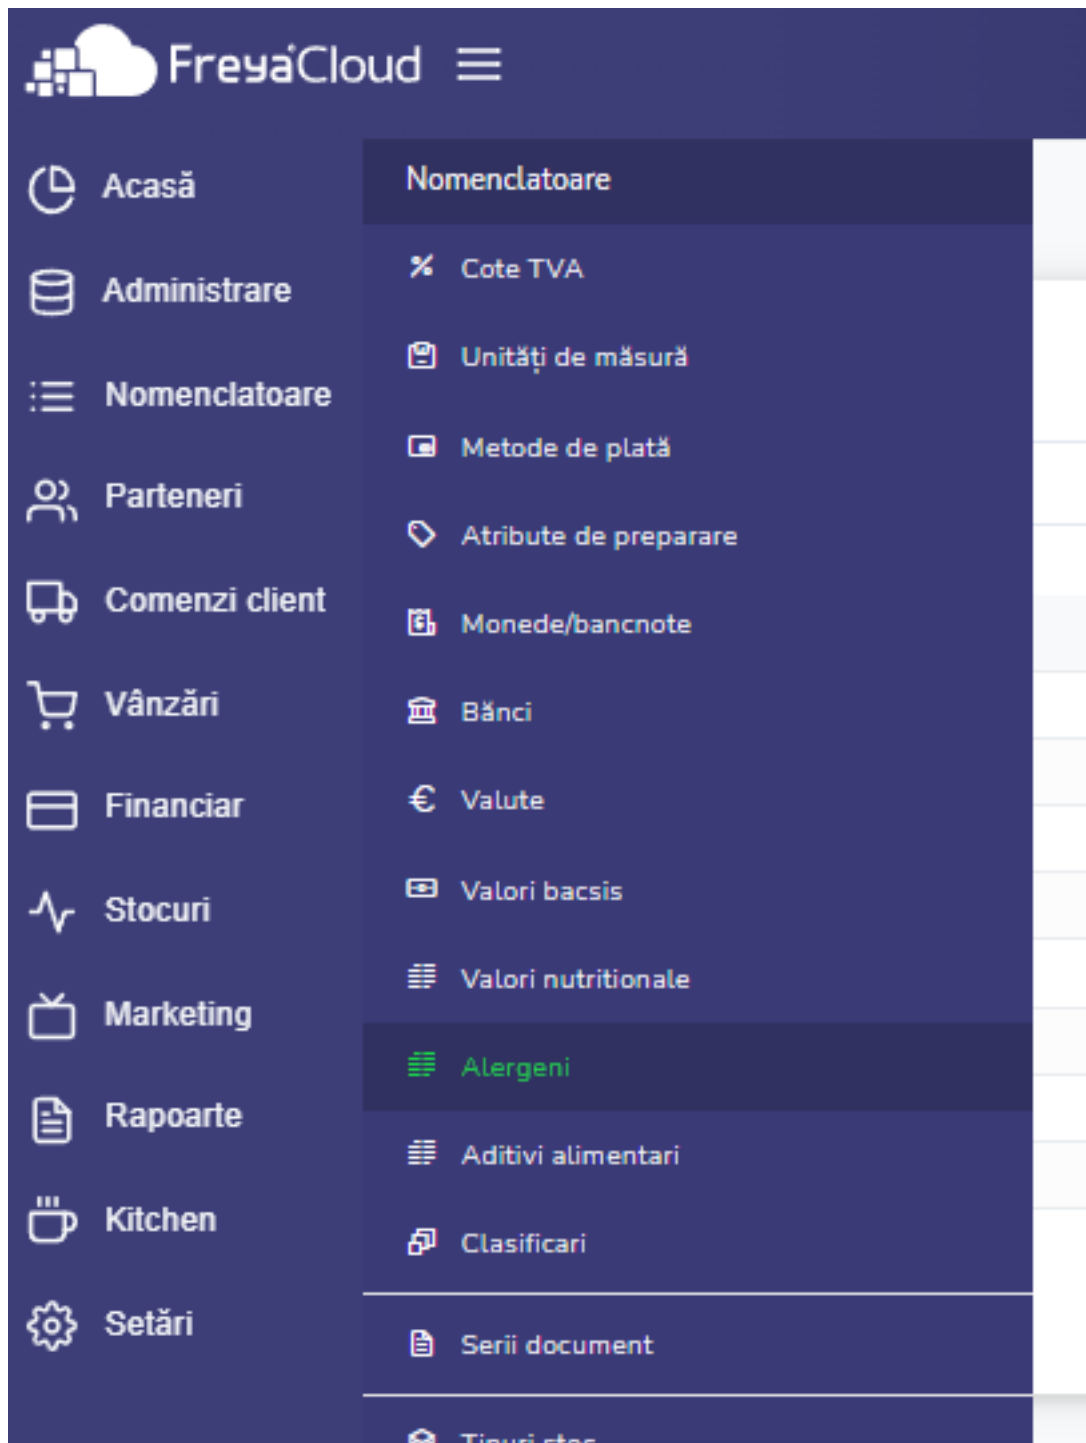 FreyaCloud
Acasă
Administrare
Nomenclatoare
Parteneri
Comenzi client
Vânzări
Financiar
Stocuri
Marketing
Rapoarte
Kitchen
Setări
Nomenclatoare
Cote TVA
Unități de măsură
Metode de plată
Atribute de preparare
Monede/bancnote
Bănci
Valute
Valori bacsis
Valori nutritionale
Alergeni
Aditivi alimentari
Clasificari
Serii document
Tipuri stoc